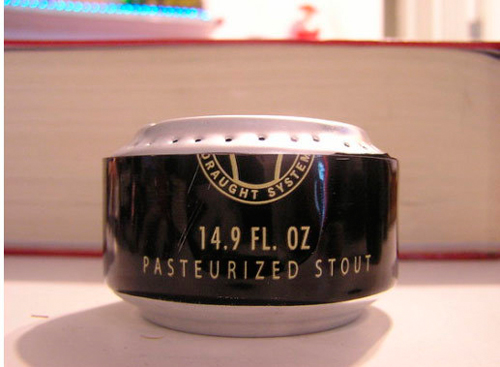 DRAUGHT SYSTEM
14.9 FL. OZ
PASTEURIZED STOUT